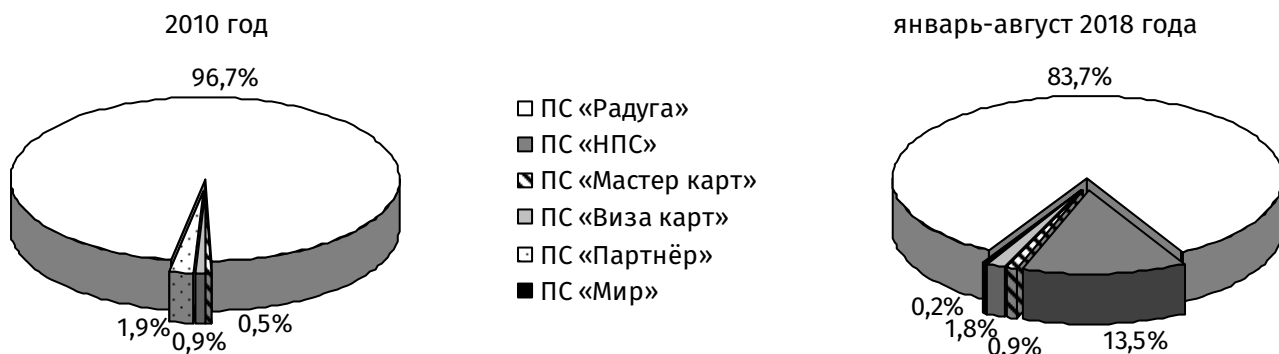 2010 год
96,7%
1,9%
0,9%
0,5%
ПС «Радуга»
ПС «НПС»
ПС «Мастер карт»
ПС «Виза карт»
ПС «Партнёр»
ПС «Мир»
январь-август 2018 года
83,7%
0,2%
1,8%
0,9%
13,5%